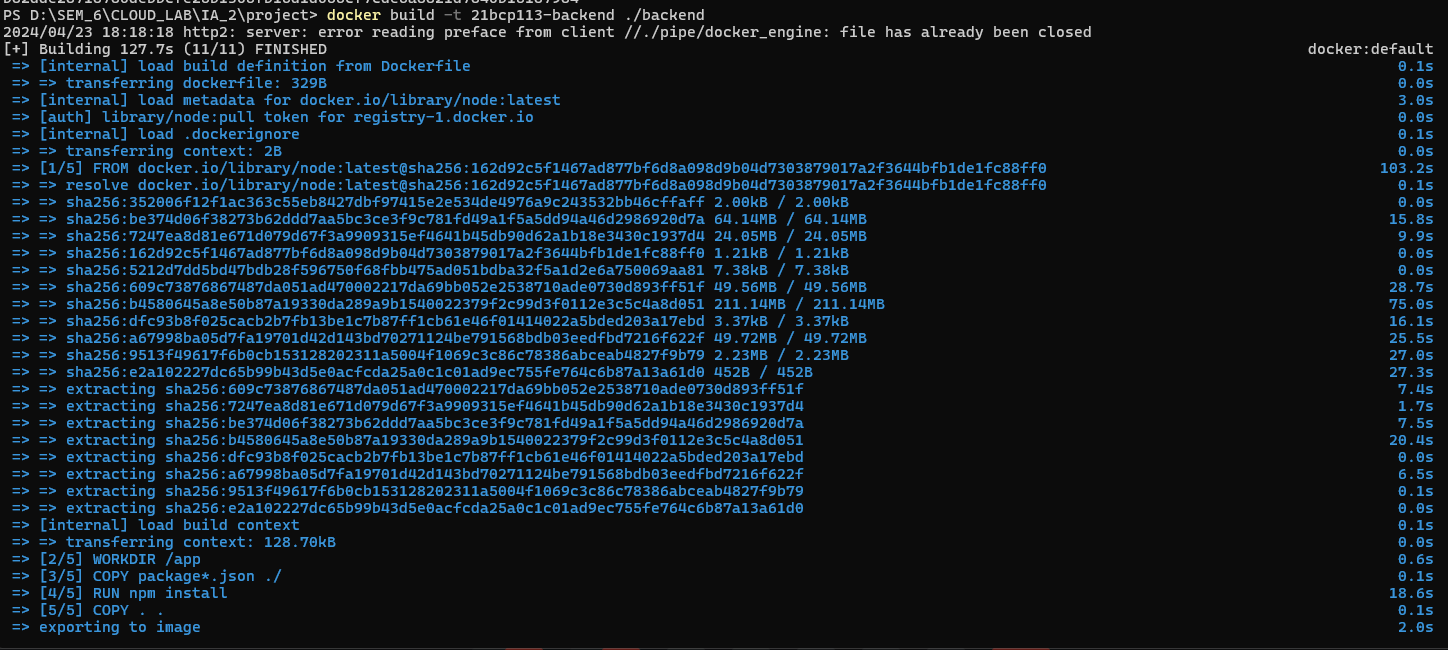 PS D:\SEM_6\CLOUD_LAB\IA_2\project> docker build -t 21bcp113-backend ./backend
2024/04/23 18:18:18 http2: server: error reading preface from client //./pipe/docker_engine: file has already been closed
[+] Building 127.7s (11/11) FINISHED docker:default
=> [internal] load build definition from Dockerfile 0.1s
=> => transferring dockerfile: 329B 0.0s
=> [internal] load metadata for docker.io/library/node:latest 3.0s
=> [auth] library/node:pull token for registry-1.docker.io 0.0s
=> [internal] load .dockerignore 0.1s
=> => transferring context: 2B 0.0s
=> [1/5] FROM docker.io/library/node:latest@sha256:162d92c5f1467ad877bf6d8a098d9b04d7303879017a2f3644bfb1de1fc88ff0 103.2s
=> => resolve docker.io/library/node:latest@sha256:162d92c5f1467ad877bf6d8a098d9b04d7303879017a2f3644bfb1de1fc88ff0 0.1s
=> => sha256:352006f12f1ac363c55eb8427dbf97415e2e534de4976a9c243532bb46cffaff 2.00kB / 2.00kB 0.0s
=> => sha256:be374d06f38273b62ddd7aa5bc3ce3f9c781fd49a1f5a5dd94a46d2986920d7a 64.14MB / 64.14MB 15.8s
=> => sha256:7247ea8d81e671d079d67f3a9909315ef4641b45db90d62a1b18e3430c1937d4 24.05MB / 24.05MB 9.9s
=> => sha256:162d92c5f1467ad877bf6d8a098d9b04d7303879017a2f3644bfb1de1fc88ff0 1.21kB / 1.21kB 0.0s
=> => sha256:5212d7dd5bd47bdb28f596750f68fbb475ad051bdba32f5a1d2e6a750069aa81 7.38kB / 7.38kB 0.0s
=> => sha256:609c73876867487da051ad470002217da69bb052e2538710ade0730d893ff51f 49.56MB / 49.56MB 28.7s
=> => sha256:b4580645a8e50b87a19330da289a9b1540022379f2c99d3f0112e3c5c4a8d051 211.14MB / 211.14MB 75.0s
=> => sha256:dfc93b8f025cacb2b7fb13be1c7b87ff1cb61e46f01414022a5bded203a17ebd 3.37kB / 3.37kB 16.1s
=> => sha256:a67998ba05d7fa19701d42d143bd70271124be791568bdb03eedfbd7216f622f 49.72MB / 49.72MB 25.5s
=> => sha256:9513f49617f6b0cb153128202311a5004f1069c3c86c78386abceab4827f9b79 2.23MB / 2.23MB 27.0s
=> => sha256:e2a102227dc65b99b43d5e0acfcda25a0c1c01ad9ec755fe764c6b87a13a61d0 452B / 452B 27.3s
=> => extracting sha256:609c73876867487da051ad470002217da69bb052e2538710ade0730d893ff51f 7.4s
=> => extracting sha256:7247ea8d81e671d079d67f3a9909315ef4641b45db90d62a1b18e3430c1937d4 1.7s
=> => extracting sha256:be374d06f38273b62ddd7aa5bc3ce3f9c781fd49a1f5a5dd94a46d2986920d7a 7.5s
=> => extracting sha256:b4580645a8e50b87a19330da289a9b1540022379f2c99d3f0112e3c5c4a8d051 20.4s
=> => extracting sha256:dfc93b8f025cacb2b7fb13be1c7b87ff1cb61e46f01414022a5bded203a17ebd 0.0s
=> => extracting sha256:a67998ba05d7fa19701d42d143bd70271124be791568bdb03eedfbd7216f622f 6.5s
=> => extracting sha256:9513f49617f6b0cb153128202311a5004f1069c3c86c78386abceab4827f9b79 0.1s
=> => extracting sha256:e2a102227dc65b99b43d5e0acfcda25a0c1c01ad9ec755fe764c6b87a13a61d0 0.0s
=> [internal] load build context 0.1s
=> => transferring context: 128.70kB 0.0s
=> [2/5] WORKDIR /app 0.6s
=> [3/5] COPY package*.json ./ 0.1s
=> [4/5] RUN npm install 18.6s
=> [5/5] COPY . . 0.1s
=> exporting to image 2.0s